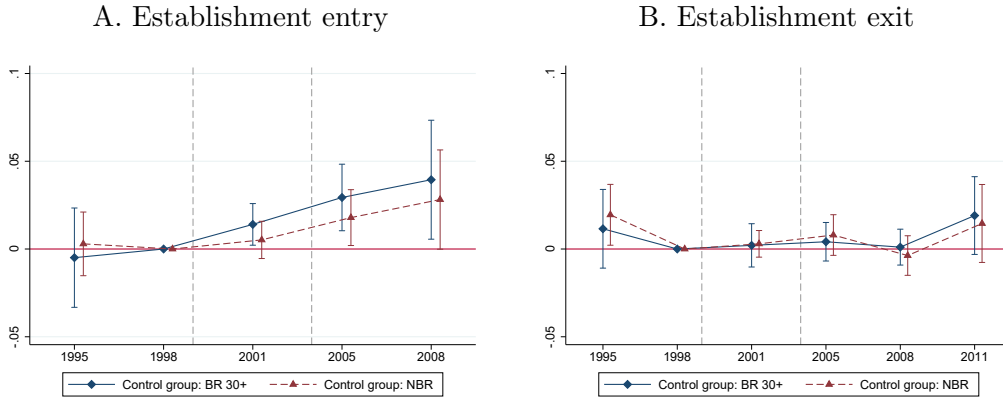 A. Establishment entry
.1
.05
0
-.05
1995 1998 2001 2005 2008
Control group: BR 30+ Control group: NBR
B. Establishment exit
.1
.05
0
-.05
1995 1998 2001 2005 2008 2011
Control group: BR 30+ Control group: NBR